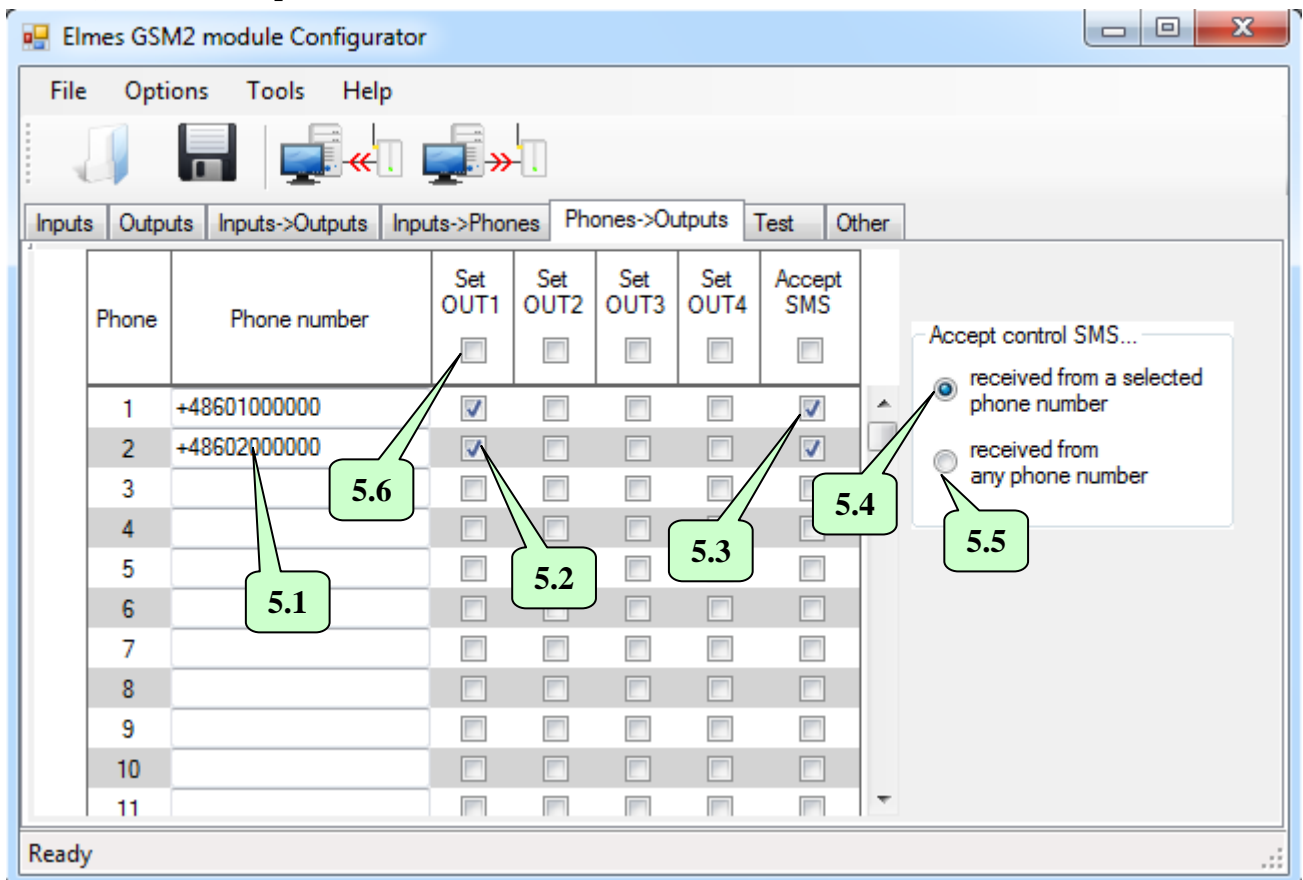 Elmes GSM2 module Configurator
File Options Tools Help
Inputs Outputs Inputs->Outputs Inputs->Phones Phones->Outputs Test Other
Phone Phone number Set OUT1 Set OUT2 Set OUT3 Set OUT4 Accept SMS
1 +48601000000
2 +48602000000
3
4
5
6
7
8
9
10
11
Accept control SMS...
received from a selected
phone number
received from
any phone number
5.6
5.4
5.3
5.5
5.2
5.1
Ready